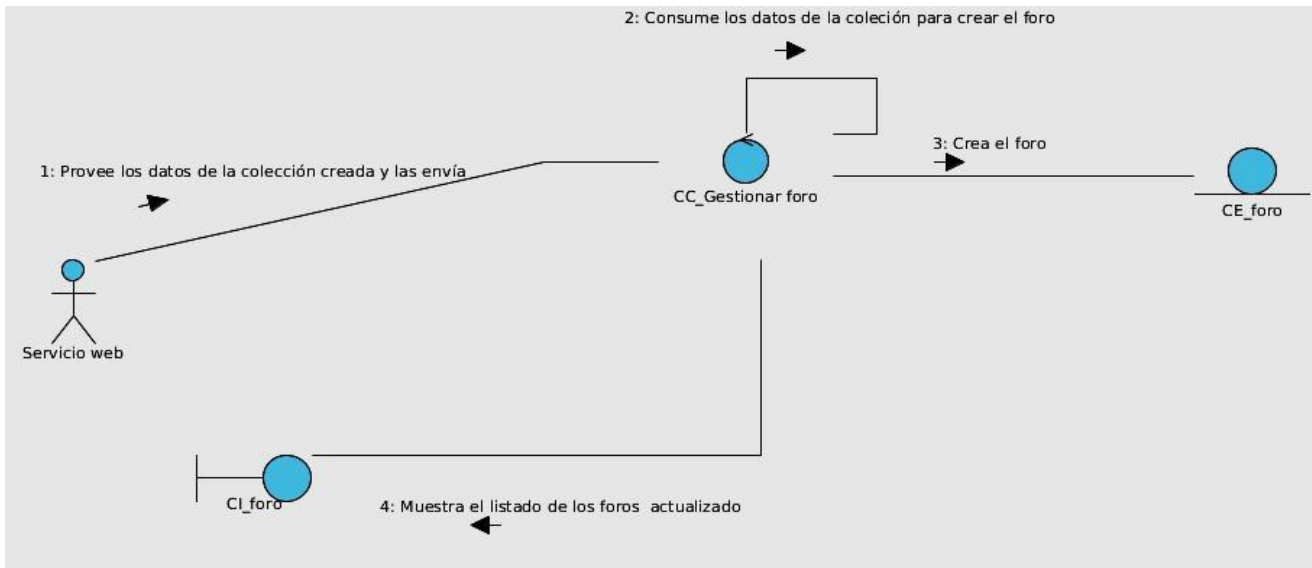 2: Consume los datos de la coleción para crear el foro
3: Crea el foro
1: Provee los datos de la colección creada y las envía
CC_Gestionar foro
CE_foro
Servicio web
CI_foro
4: Muestra el listado de los foros actualizado